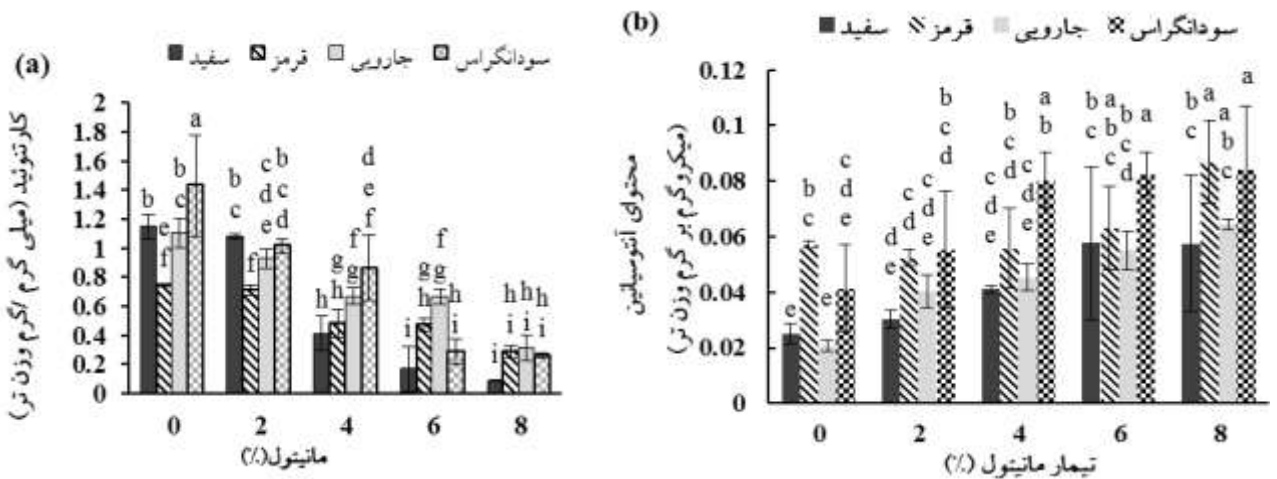 (a)
سفید قرمز جارویی سودانگراس
کارتنوئید (میلی گرم /گرم وزن تر)
2
1.8
1.6
1.4
1.2
1
0.8
0.6
0.4
0.2
0
b e f b c a
b c f c d e b c d
h g h f g d e f
i g h f g h i
i h i h i h i
0 2 4 6 8
مانیتول(٪)
(b)
سفید قرمز جارویی سودانگراس
محتوای آنتوسیانین
(میکروگرم بر گرم وزن تر)
0.12
0.1
0.08
0.06
0.04
0.02
0
e b c e c d e
d e c d c d e b c d
c d e b c d c d e a b
b c a b c b c d a
b c a a b c a
0 2 4 6 8
تیمار مانیتول (٪)